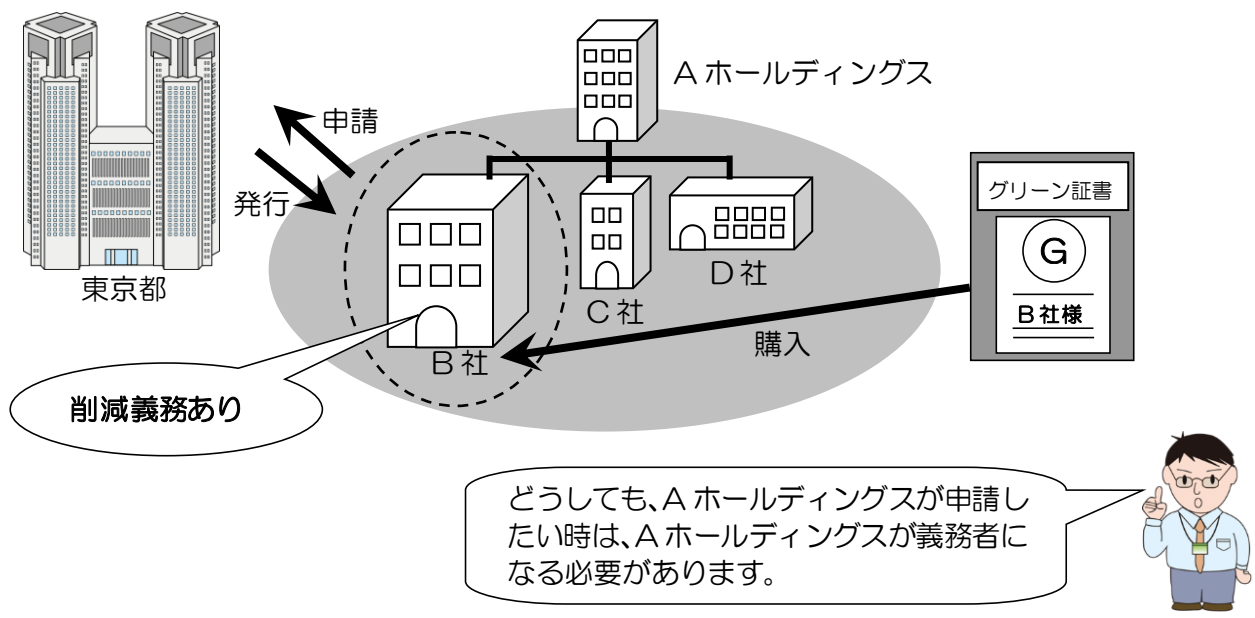 Aホールディングス
申請
発行
東京都
グリーン証書
G
B社様
C社
D社
購入
B社
削減義務あり
どうしても、Aホールディングスが申請し
たい時は、Aホールディングスが義務者に
なる必要があります。